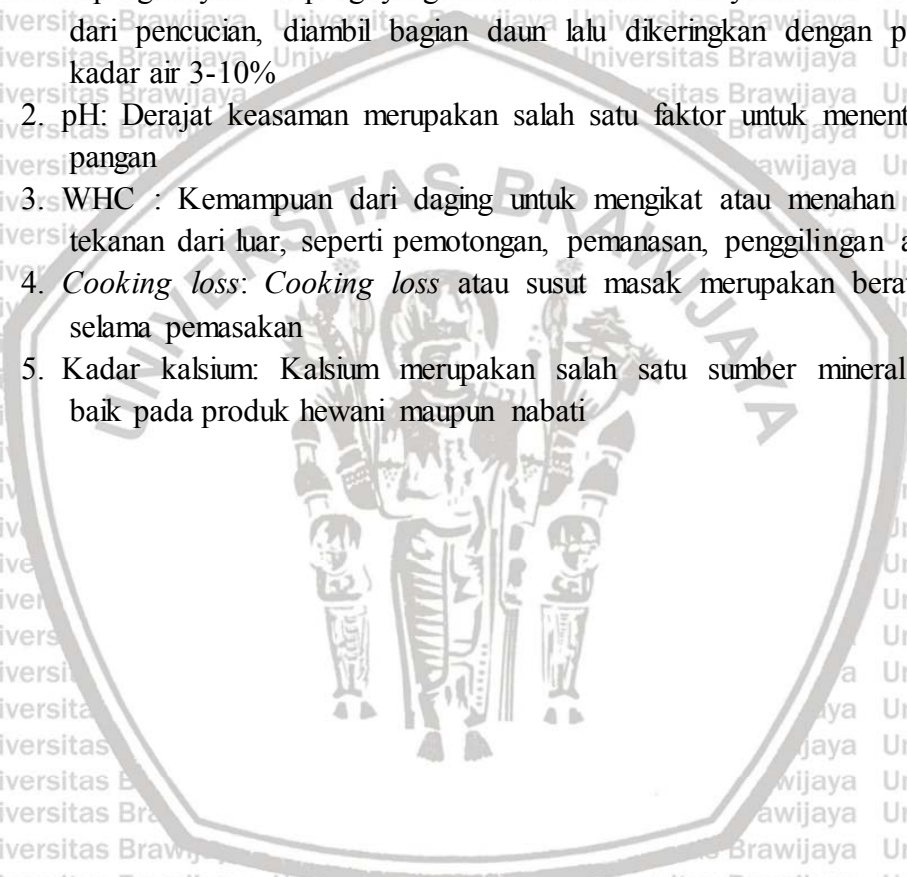 dari pencucian, diambil bagian daun lalu dikeringkan dengan
kadar air 3-10%
2. pH: Derajat keasaman merupakan salah satu faktor untuk
pangan
3. WHC : Kemampuan dari daging untuk mengikat atau menahan
tekanan dari luar, seperti pemotongan, pemanasan, penggilingan
4. Cooking loss: Cooking loss atau susut masak merupakan
selama pemasakan
5. Kadar kalsium: Kalsium merupakan salah satu sumber mineral
baik pada produk hewani maupun nabati
UNIVERSITAS BRAWIJAYA